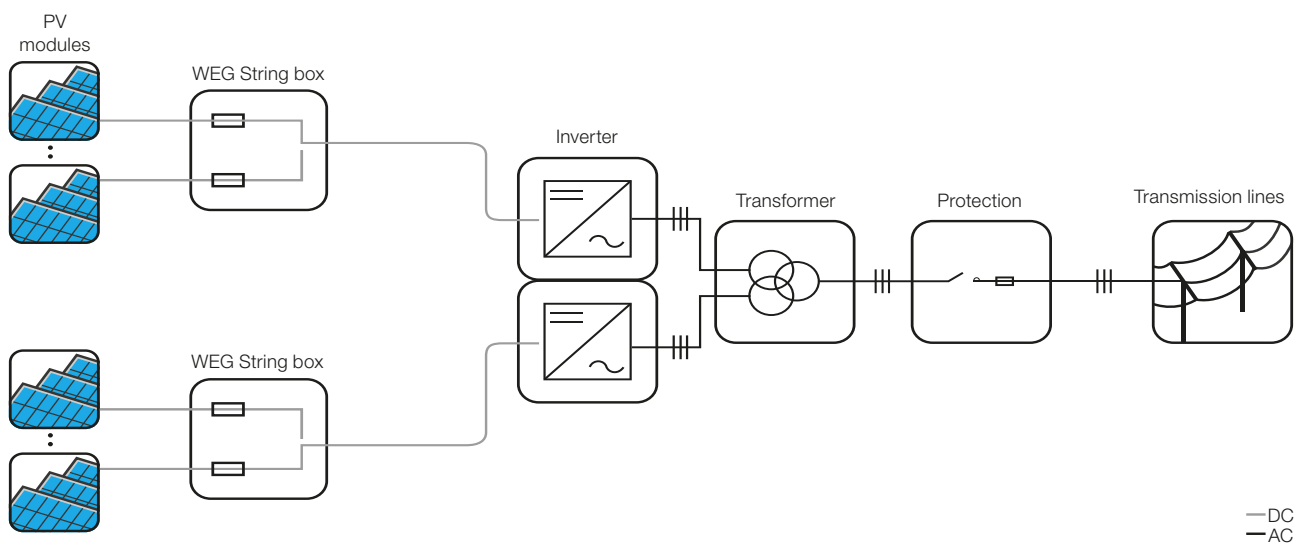 PV
modules
WEG String box
Inverter
Transformer
Protection
Transmission lines
WEG String box
DC
AC